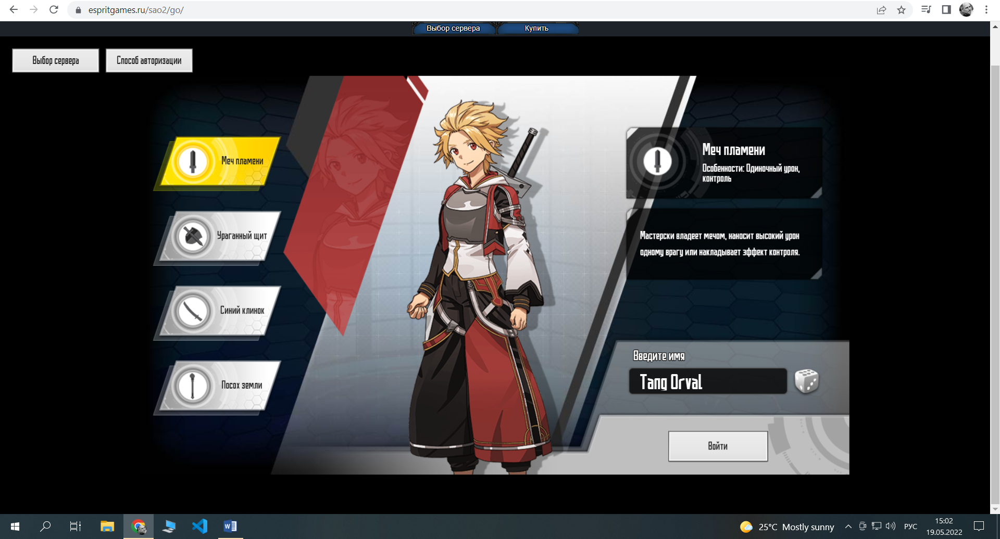 espritgames.ru/sao2/go/
Выбор сервера
Купить
Выбор сервера
Способ авторизации
Меч пламени
Ураганный щит
Синий клинок
Посох земли
Меч пламени
Особенности: Одиночный урон,
контроль
Мастерски владеет мечом, наносит высокий урон
одному врагу или накладывает эффект контроля.
Введите имя
Tang Orval
Войти
25°C Mostly sunny
РУС
15:02
19.05.2022